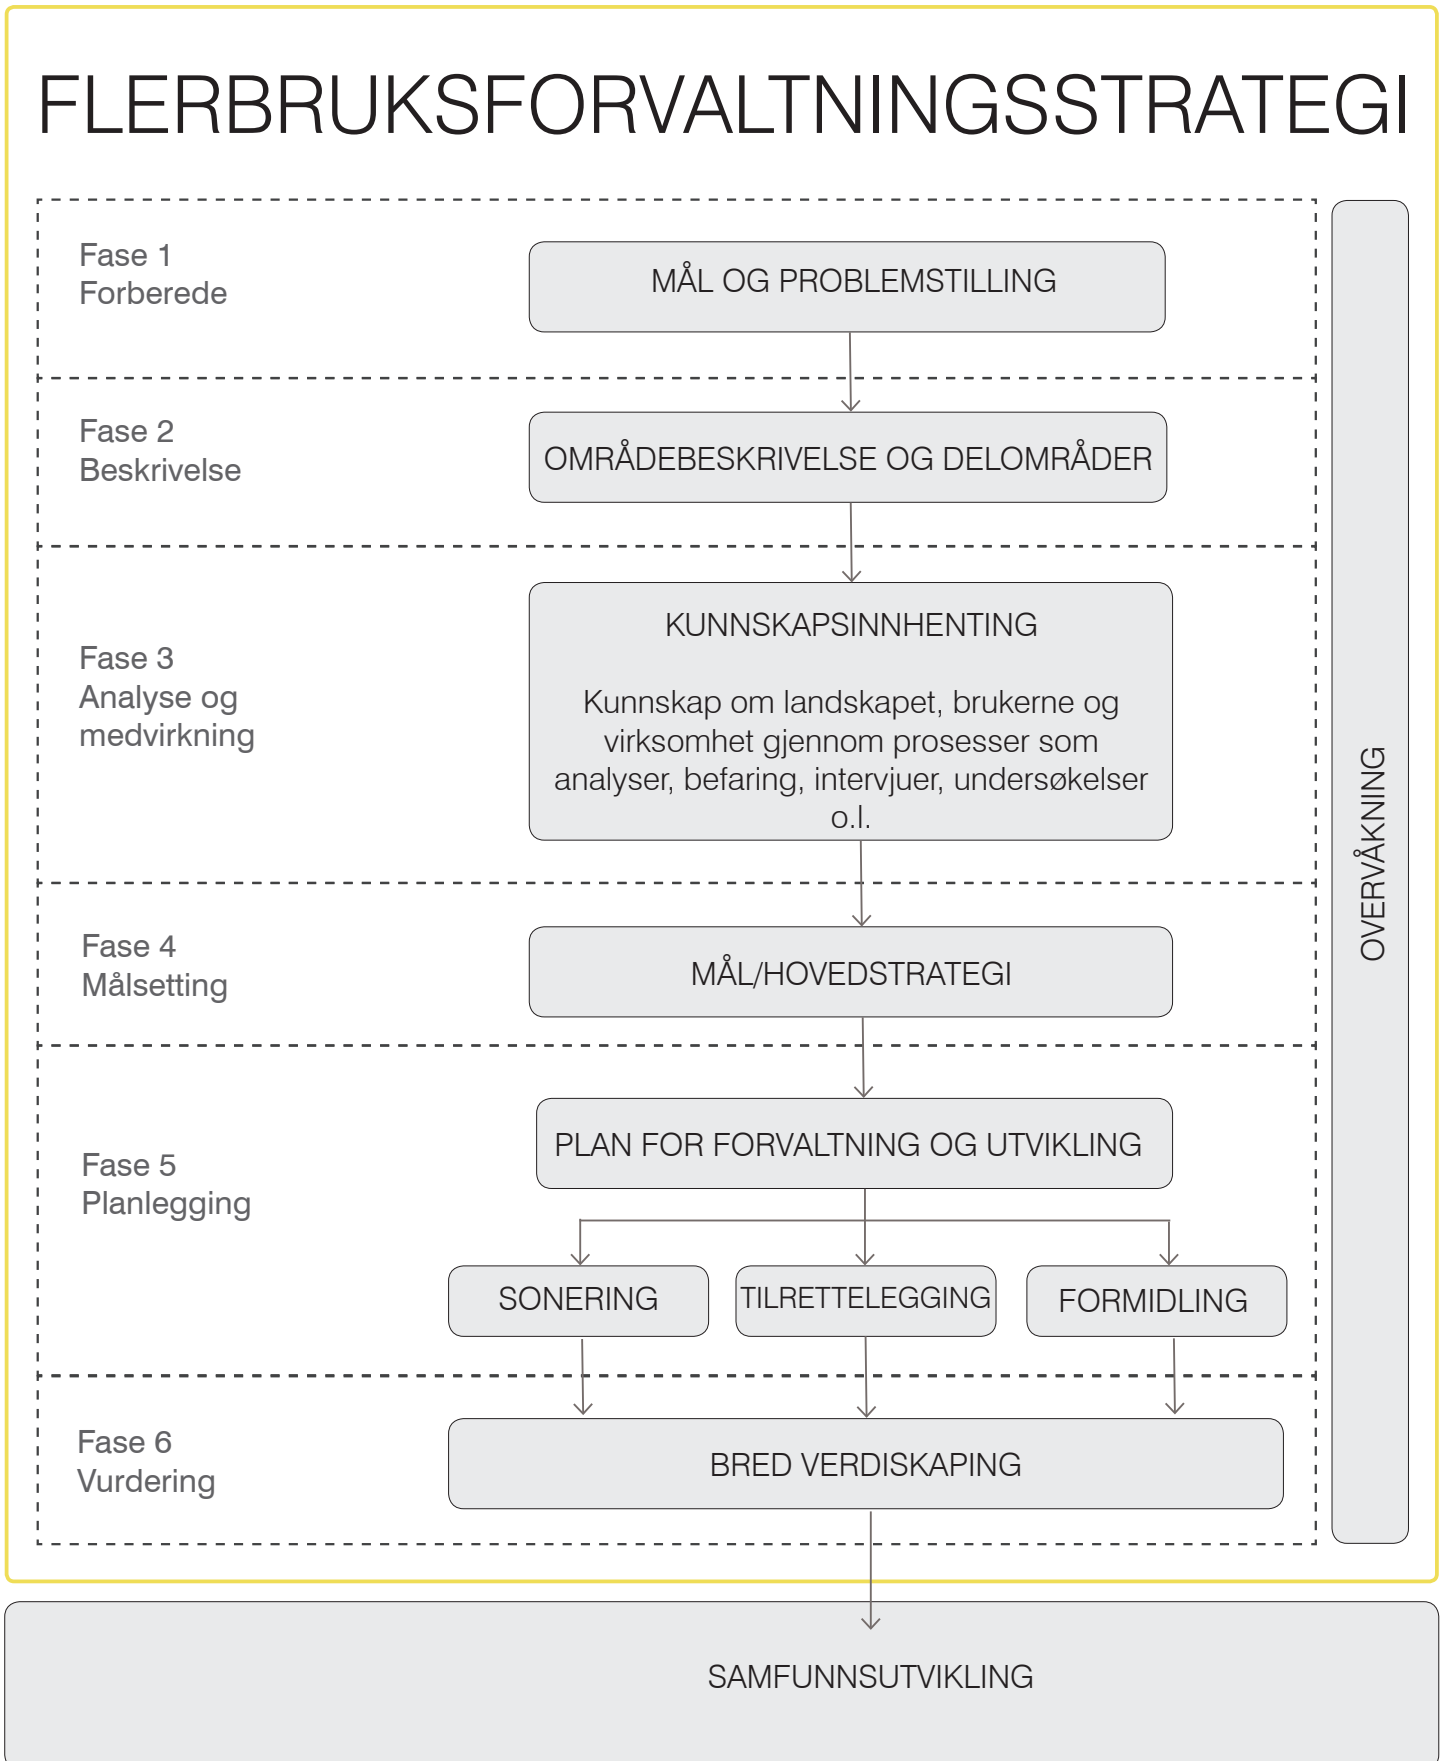 FLERBRUKSFORVALTNINGSSTRATEGI
Fase 1
Forberede
MÅL OG PROBLEMSTILLING
Fase 2
Beskrivelse
OMRÅDEBESKRIVELSE OG DELOMRÅDER
Fase 3
Analyse og
medvirkning
KUNNSKAPSINNHENTING
Kunnskap om landskapet, brukerne og
virksomhet gjennom prosesser som
analyser, befaring, intervjuer, undersøkelser
o.l.
Fase 4
Målsetting
MÅL/HOVEDSTRATEGI
Fase 5
Planlegging
PLAN FOR FORVALTNING OG UTVIKLING
SONERING
TILRETTELEGGING
FORMIDLING
Fase 6
Vurdering
BRED VERDISKAPING
OVERVÅKNING
SAMFUNNSUTVIKLING